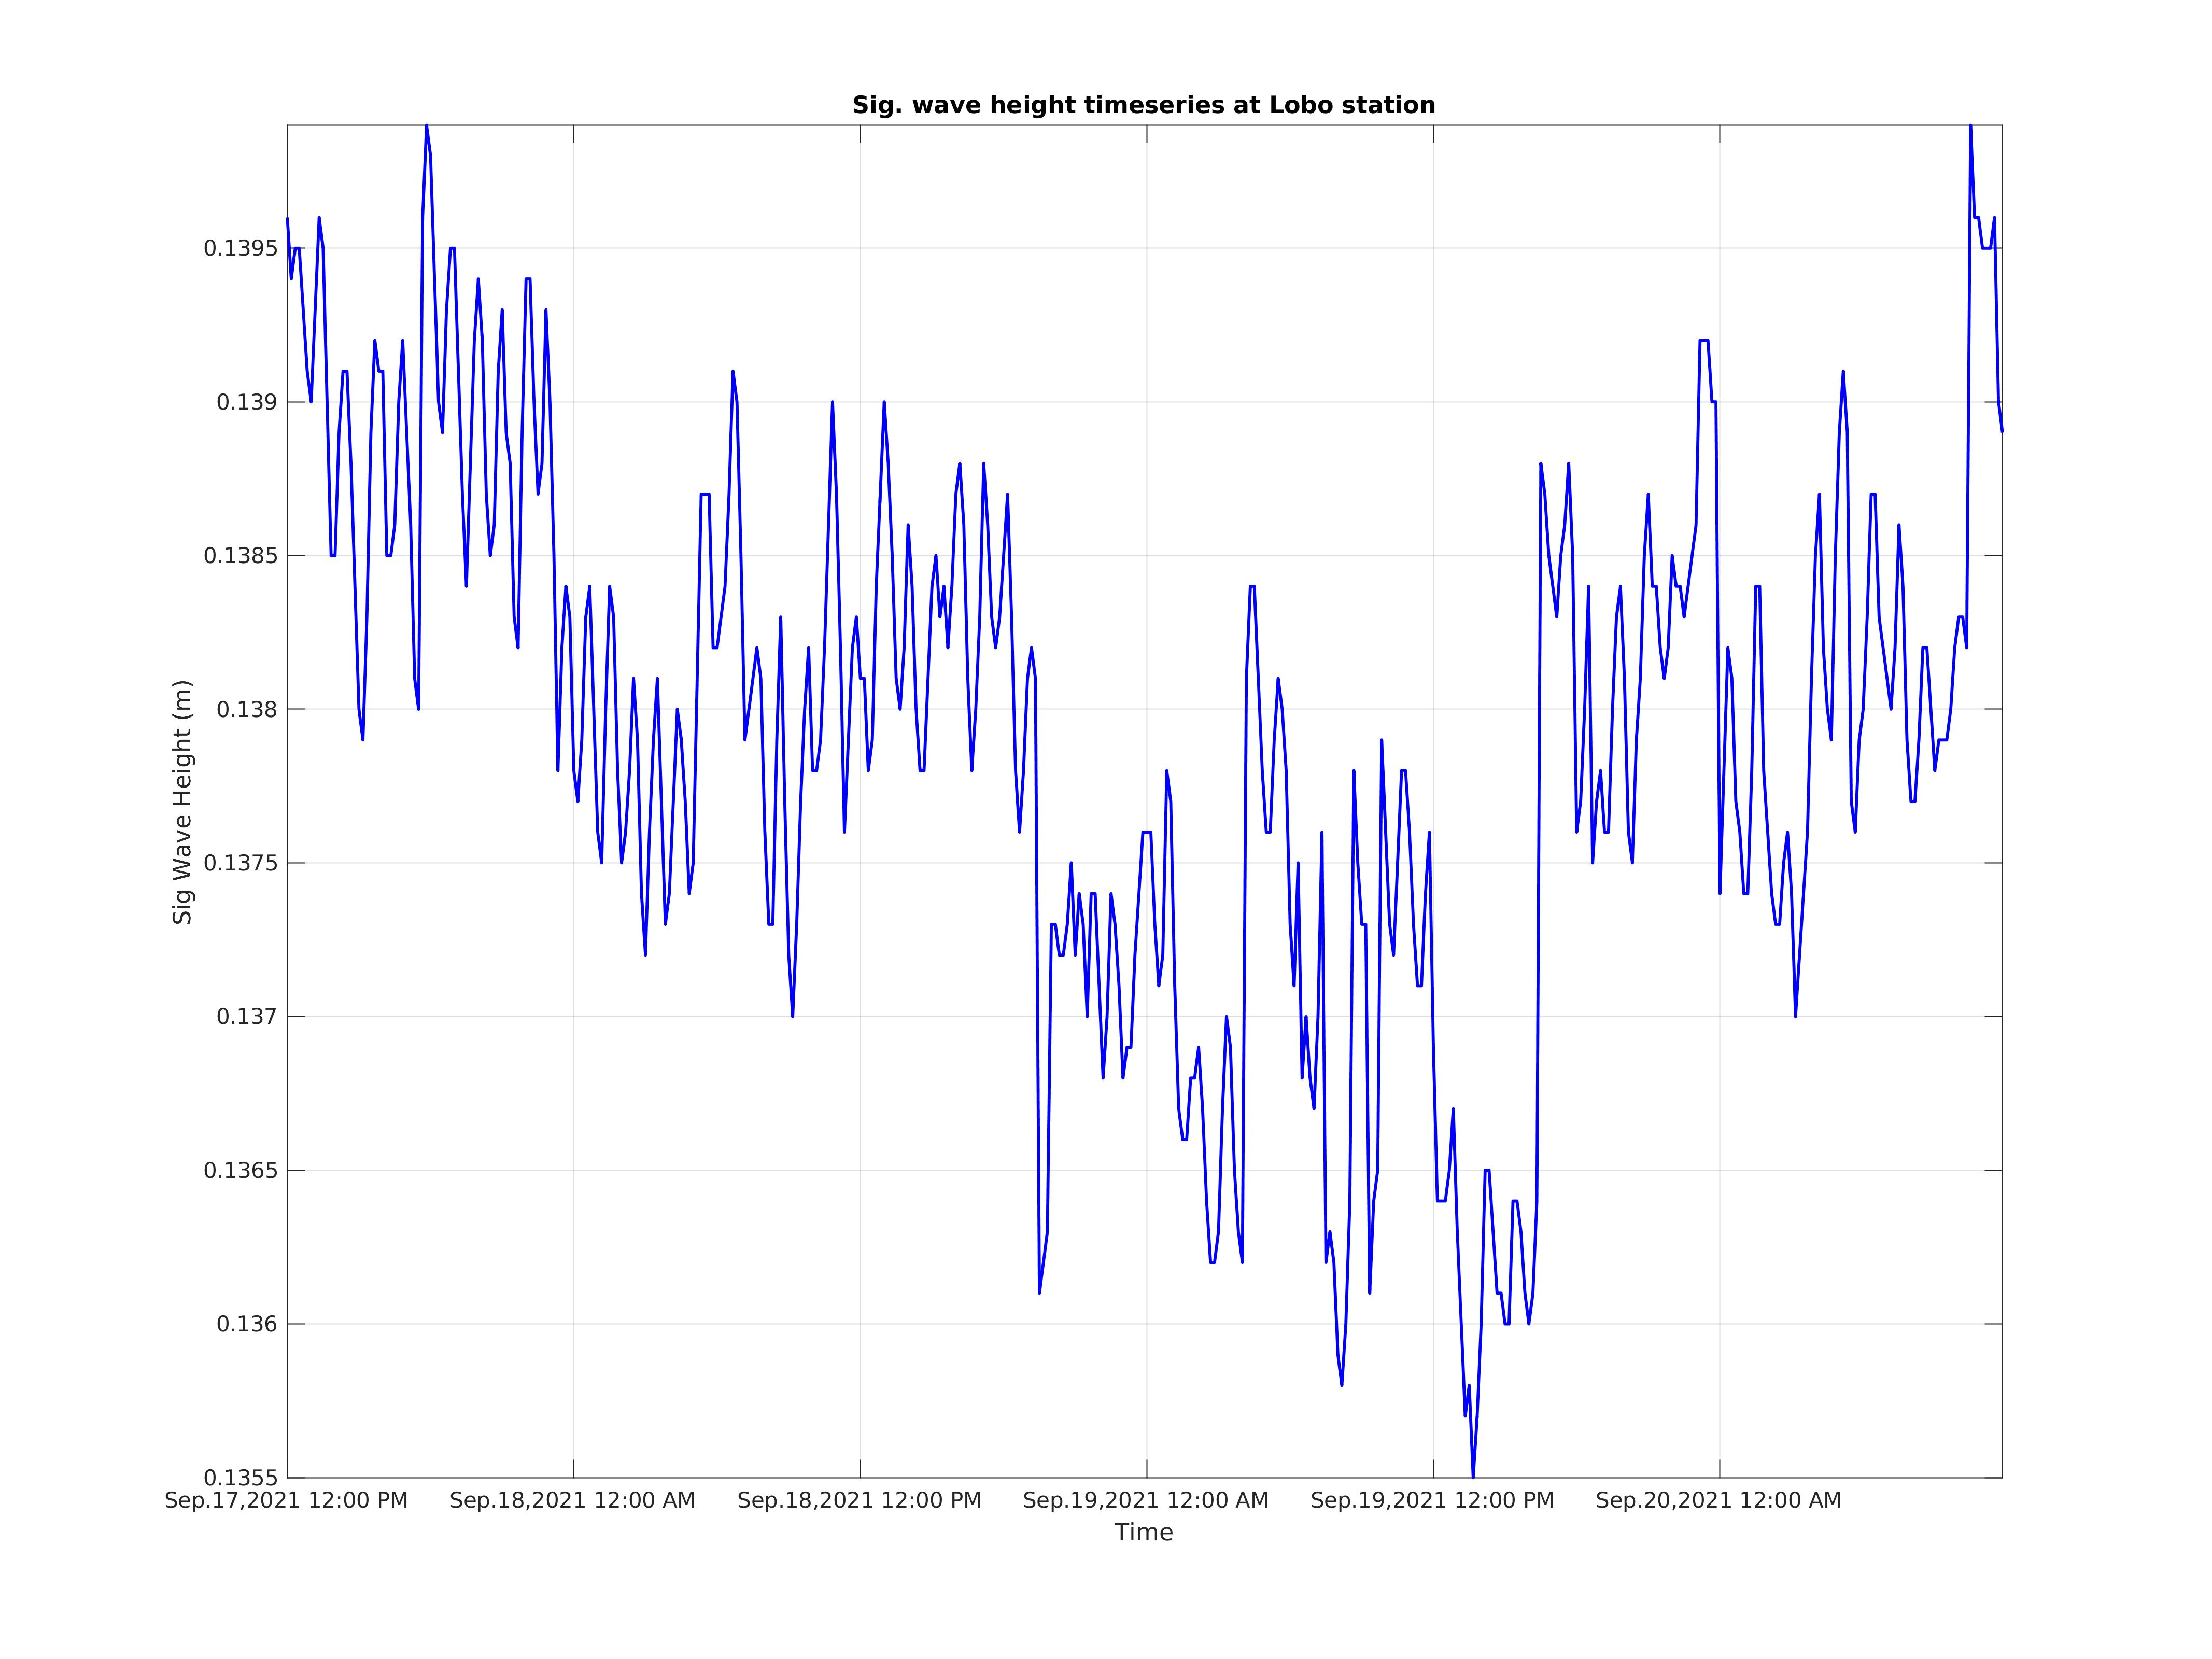 Sig. wave height timeseries at Lobo station
0.1395
0.139
0.1385
0.138
0.1375
0.137
0.1365
0.136
0.1355
Sig Wave Height (m)
Sep.17,2021 12:00 PM Sep.18,2021 12:00 AM Sep.18,2021 12:00 PM Sep.19,2021 12:00 AM Sep.19,2021 12:00 PM Sep.20,2021 12:00 AM
Time